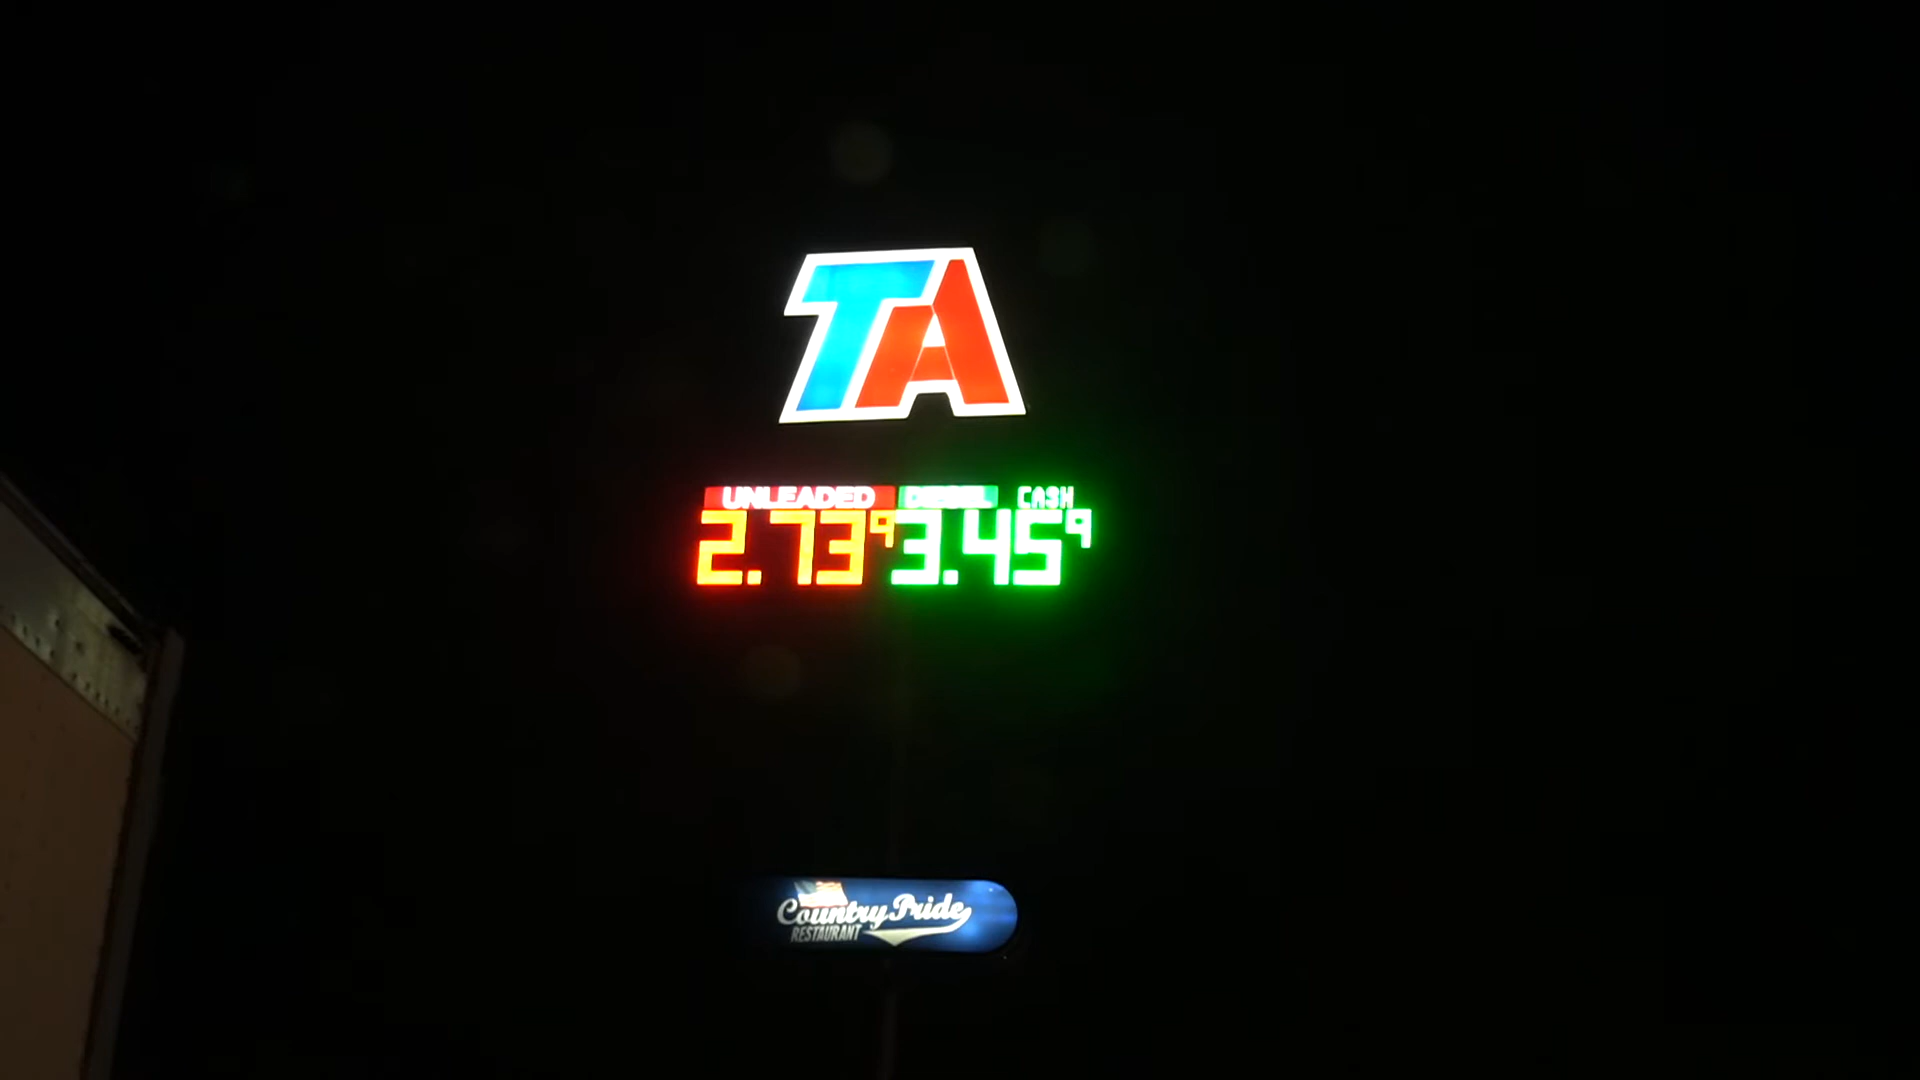 TA
UNLEADED DIESEL CASH
2.73⁹ 3.45⁹
Country Pride
RESTAURANT